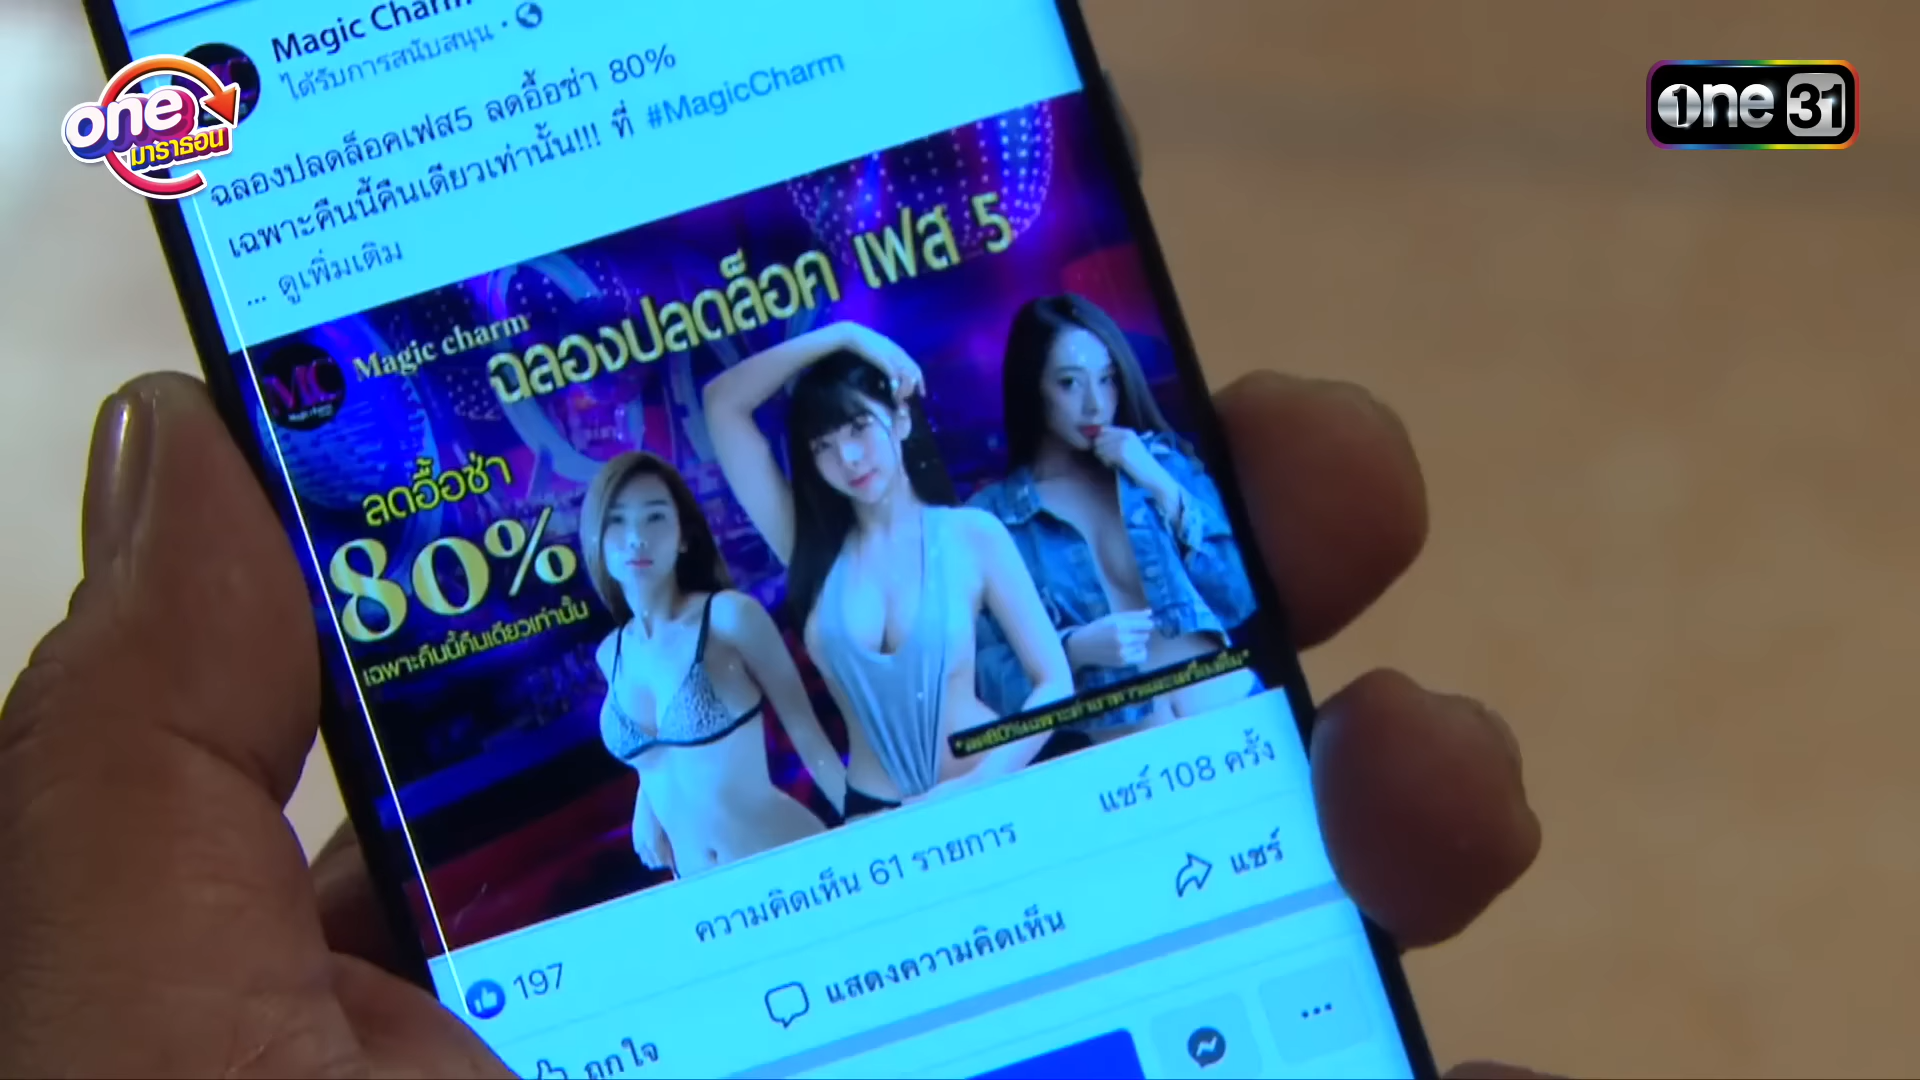 Magic Charm
ได้รับการสนับสนุน ·
ฉลองปลดล็อคเฟส5 ลดอื้อซ่า 80%
เฉพาะคืนนี้คืนเดียวเท่านั้น!!! ที่ #MagicCharm
... ดูเพิ่มเติม
one
มาราธอน
one 31
MC
Magic charm
ฉลองปลดล็อค เฟส 5
ลดอื้อซ่า
80%
เฉพาะคืนนี้คืนเดียวเท่านั้น
197
ความคิดเห็น 61 รายการ
แชร์ 108 ครั้ง
ถูกใจ
แสดงความคิดเห็น
แชร์